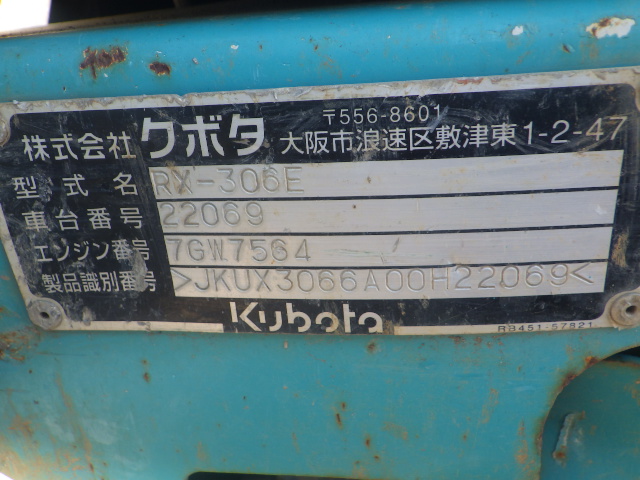 〒556-8601
株式会社クボタ 大阪市浪速区敷津東1-2-47
型式名 RX-306E
車台番号 22069
エンジン番号 7GW7564
製品識別番号 >JKUX3066A00H22069<
Kubota
RB451-57821